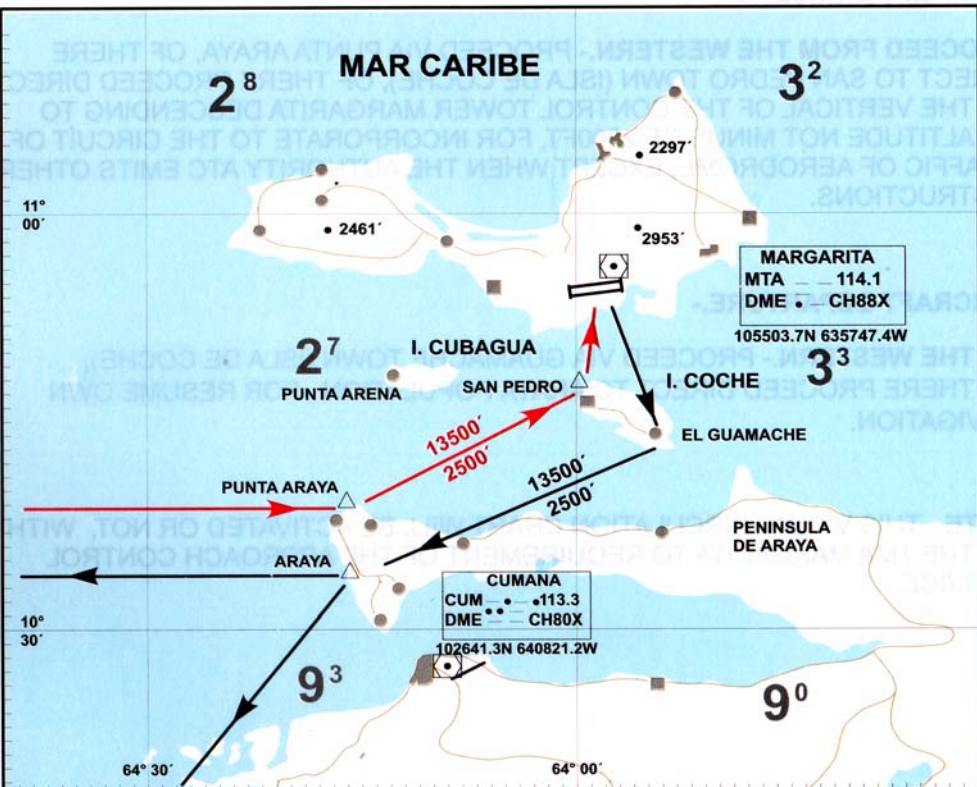 MAR CARIBE
2⁸
3²
2297´
11°
00´
2461´
2953´
MARGARITA
MTA _ _ 114.1
DME • – CH88X
105503.7N 635747.4W
2⁷
I. CUBAGUA
3³
SAN PEDRO
I. COCHE
PUNTA ARENA
13500´
2500´
EL GUAMACHE
13500´
2500´
PUNTA ARAYA
PENINSULA
DE ARAYA
ARAYA
CUMANA
CUM – • – •113.3
DME •• – – CH80X
10°
30´
102641.3N 640821.2W
9³
9⁰
64° 30´
64° 00´